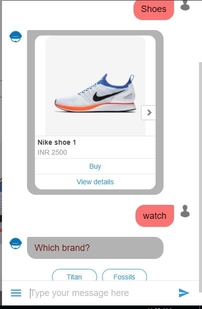 Shoes
Nike shoe 1
INR 2500
Buy
View details
watch
Which brand?
Titan
Fossils
Type your message here